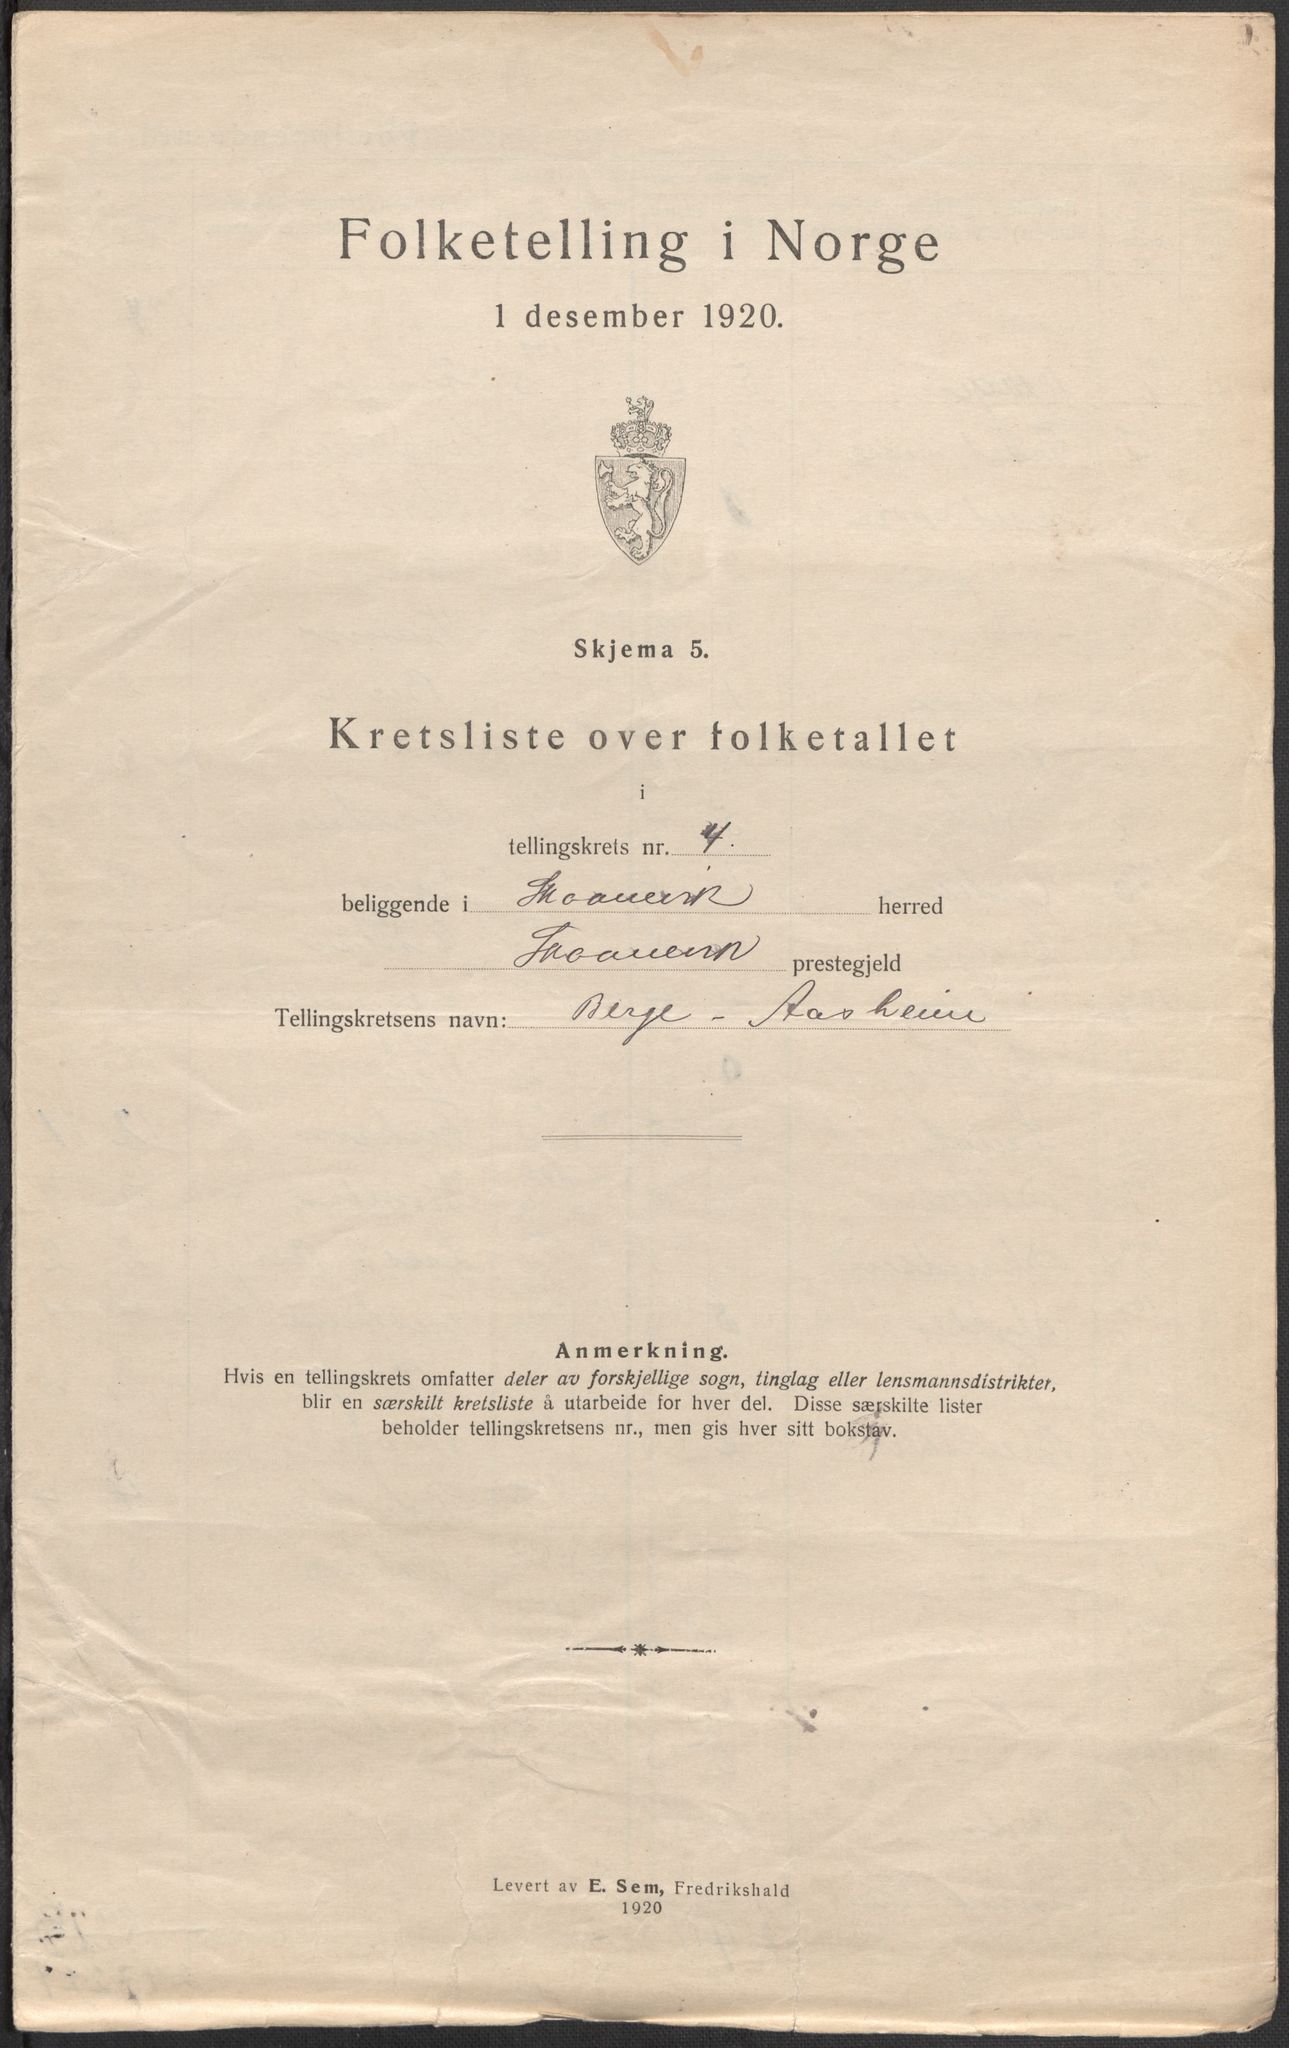 Folketelling i Norge
1 desember 1920.
Skjema 5.
Kretsliste over folketallet
i
tellingskrets nr. 4.
beliggende i Skaanevik herred
Skaanevik prestegjeld
Tellingskretsens navn: Berge - Aasheim
Anmerkning.
Hvis en tellingskrets omfatter deler av forskjellige sogn, tinglag eller lensmannsdistrikter,
blir en særskilt kretsliste å utarbeide for hver del. Disse særskilte lister
beholder tellingskretsens nr., men gis hver sitt bokstav.
Levert av E. Sem, Fredrikshald
1920